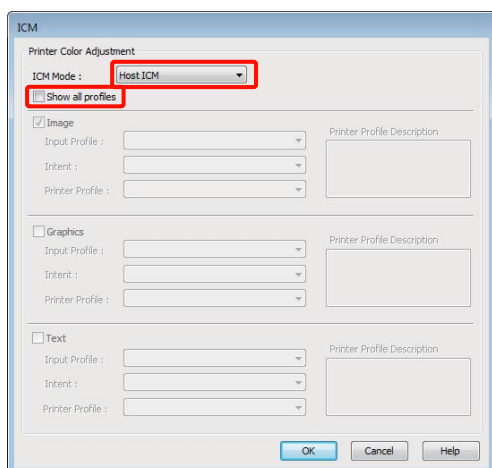 ICM
Printer Color Adjustment
ICM Mode : Host ICM
Show all profiles
Image
Printer Profile Description
Input Profile :
Intent :
Printer Profile :
Graphics
Printer Profile Description
Input Profile :
Intent :
Printer Profile :
Text
Printer Profile Description
Input Profile :
Intent :
Printer Profile :
OK Cancel Help